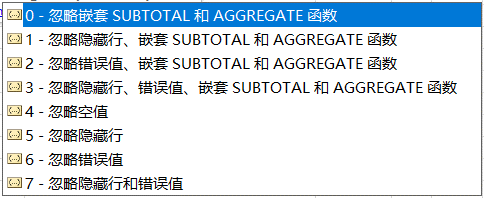 0 - 忽略嵌套 SUBTOTAL 和 AGGREGATE 函数
1 - 忽略隐藏行、嵌套 SUBTOTAL 和 AGGREGATE 函数
2 - 忽略错误值、嵌套 SUBTOTAL 和 AGGREGATE 函数
3 - 忽略隐藏行、错误值、嵌套 SUBTOTAL 和 AGGREGATE 函数
4 - 忽略空值
5 - 忽略隐藏行
6 - 忽略错误值
7 - 忽略隐藏行和错误值